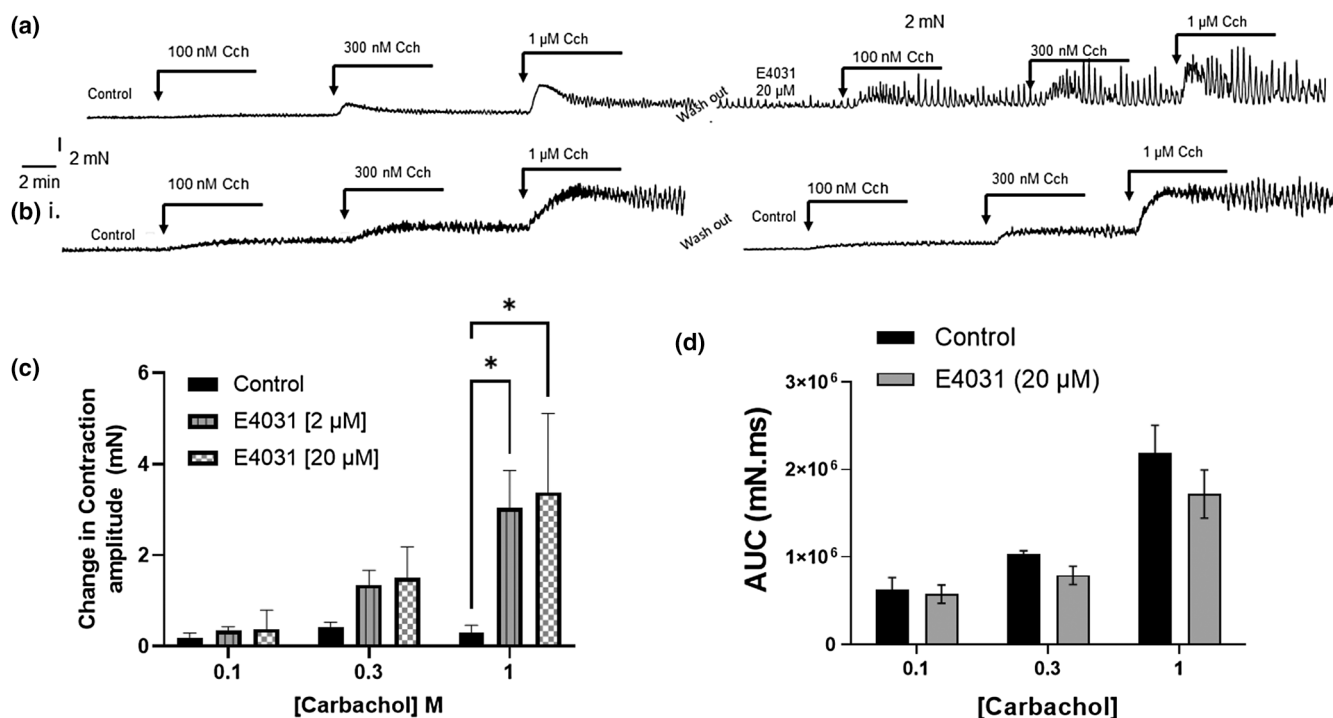 (a)
100 nM Cch
300 nM Cch
1 µM Cch
Control
Wash out
2 mN
E4031
20 µM
100 nM Cch
300 nM Cch
1 µM Cch
2 mN
2 min
(b) i.
100 nM Cch
300 nM Cch
1 µM Cch
Control
Wash out
Control
100 nM Cch
300 nM Cch
1 µM Cch
(c)
Change in Contraction
amplitude (mN)
6
4
2
0
Control
E4031 [2 µM]
E4031 [20 µM]
*
*
0.1
0.3
1
[Carbachol] M
(d)
Control
E4031 (20 µM)
AUC (mN.ms)
3×10⁶
2×10⁶
1×10⁶
0
0.1
0.3
1
[Carbachol]